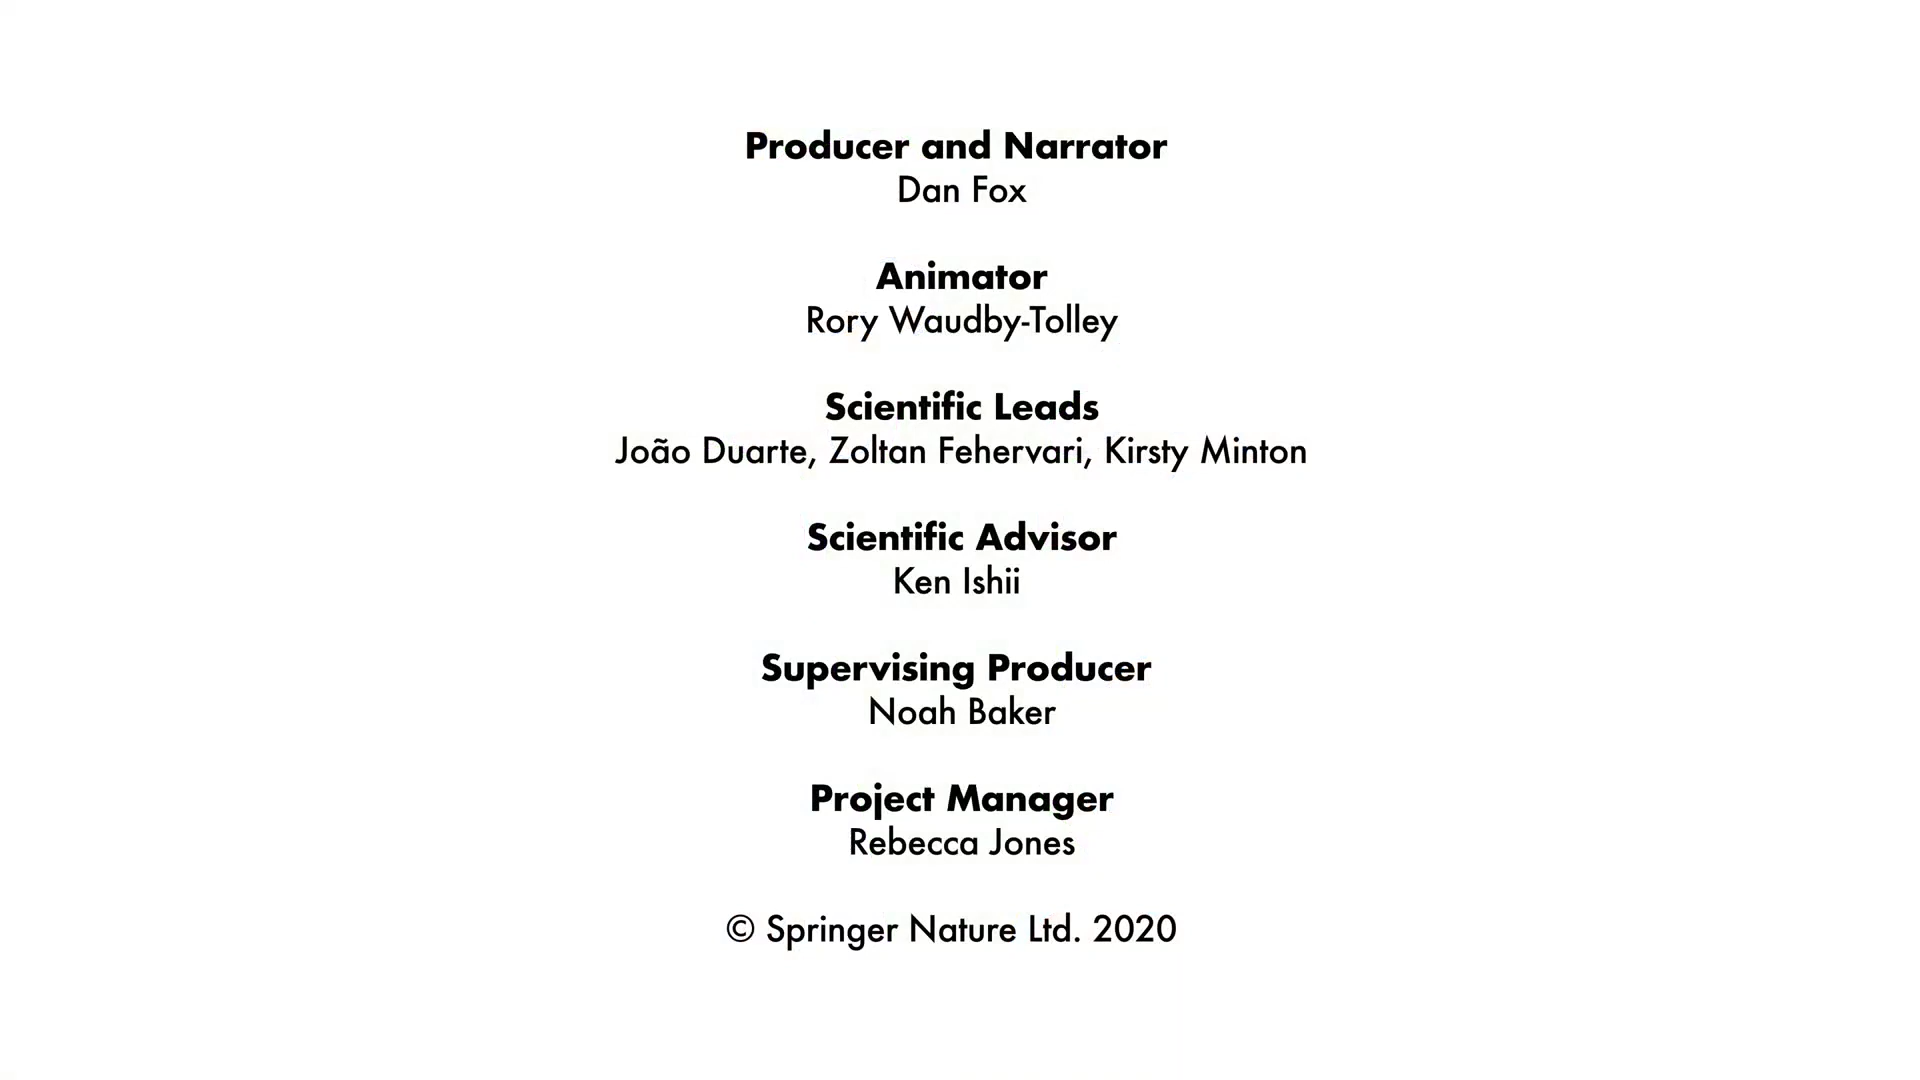 Producer and Narrator
Dan Fox
Animator
Rory Waudby-Tolley
Scientific Leads
João Duarte, Zoltan Fehervari, Kirsty Minton
Scientific Advisor
Ken Ishii
Supervising Producer
Noah Baker
Project Manager
Rebecca Jones
© Springer Nature Ltd. 2020